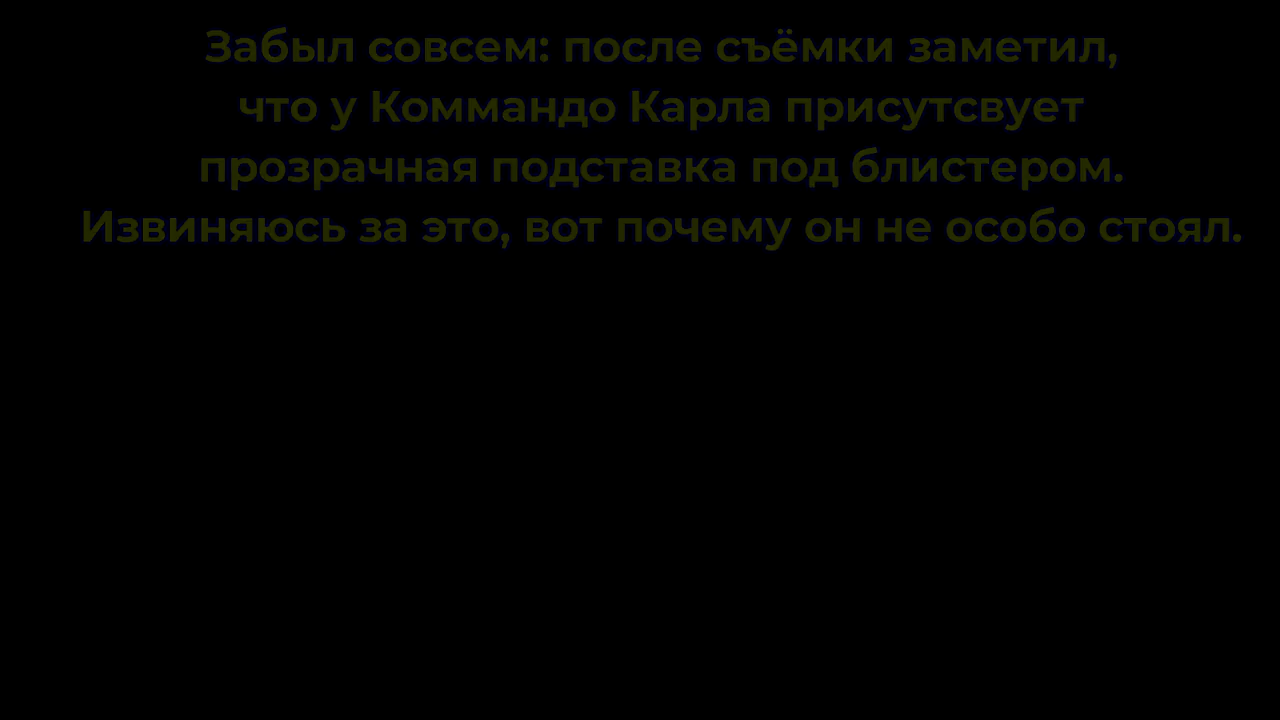 Забыл совсем: после съёмки заметил,
что у Коммандо Карла присутсвует
прозрачная подставка под блистером.
Извиняюсь за это, вот почему он не особо стоял.